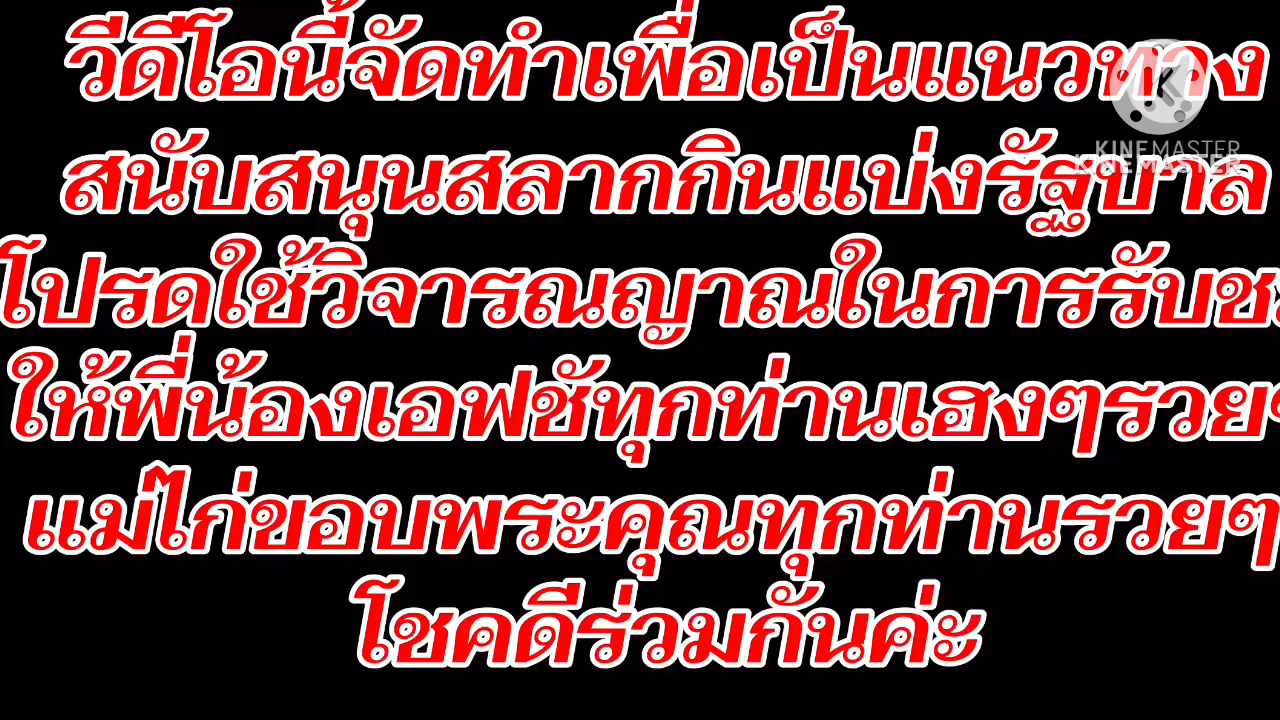 วีดีโอนี้จัดทำเพื่อเป็นแนวทาง
สนับสนุนสลากกินแบ่งรัฐบาล
โปรดใช้วิจารณญาณในการรับช
ให้พี่น้องเอฟซัทุกท่านเฮงๆรวย
แม่ไก่ขอบพระคุณทุกท่านรวยๆ
โชคดีร่วมกันค่ะ
KINEMASTER
KINEMASTER